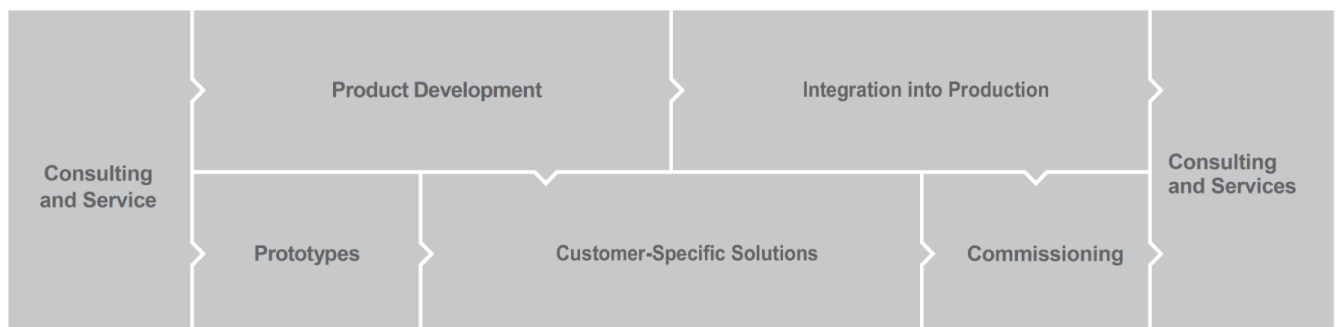 Consulting
and Service
Product Development
Integration into Production
Prototypes
Customer-Specific Solutions
Commissioning
Consulting
and Services